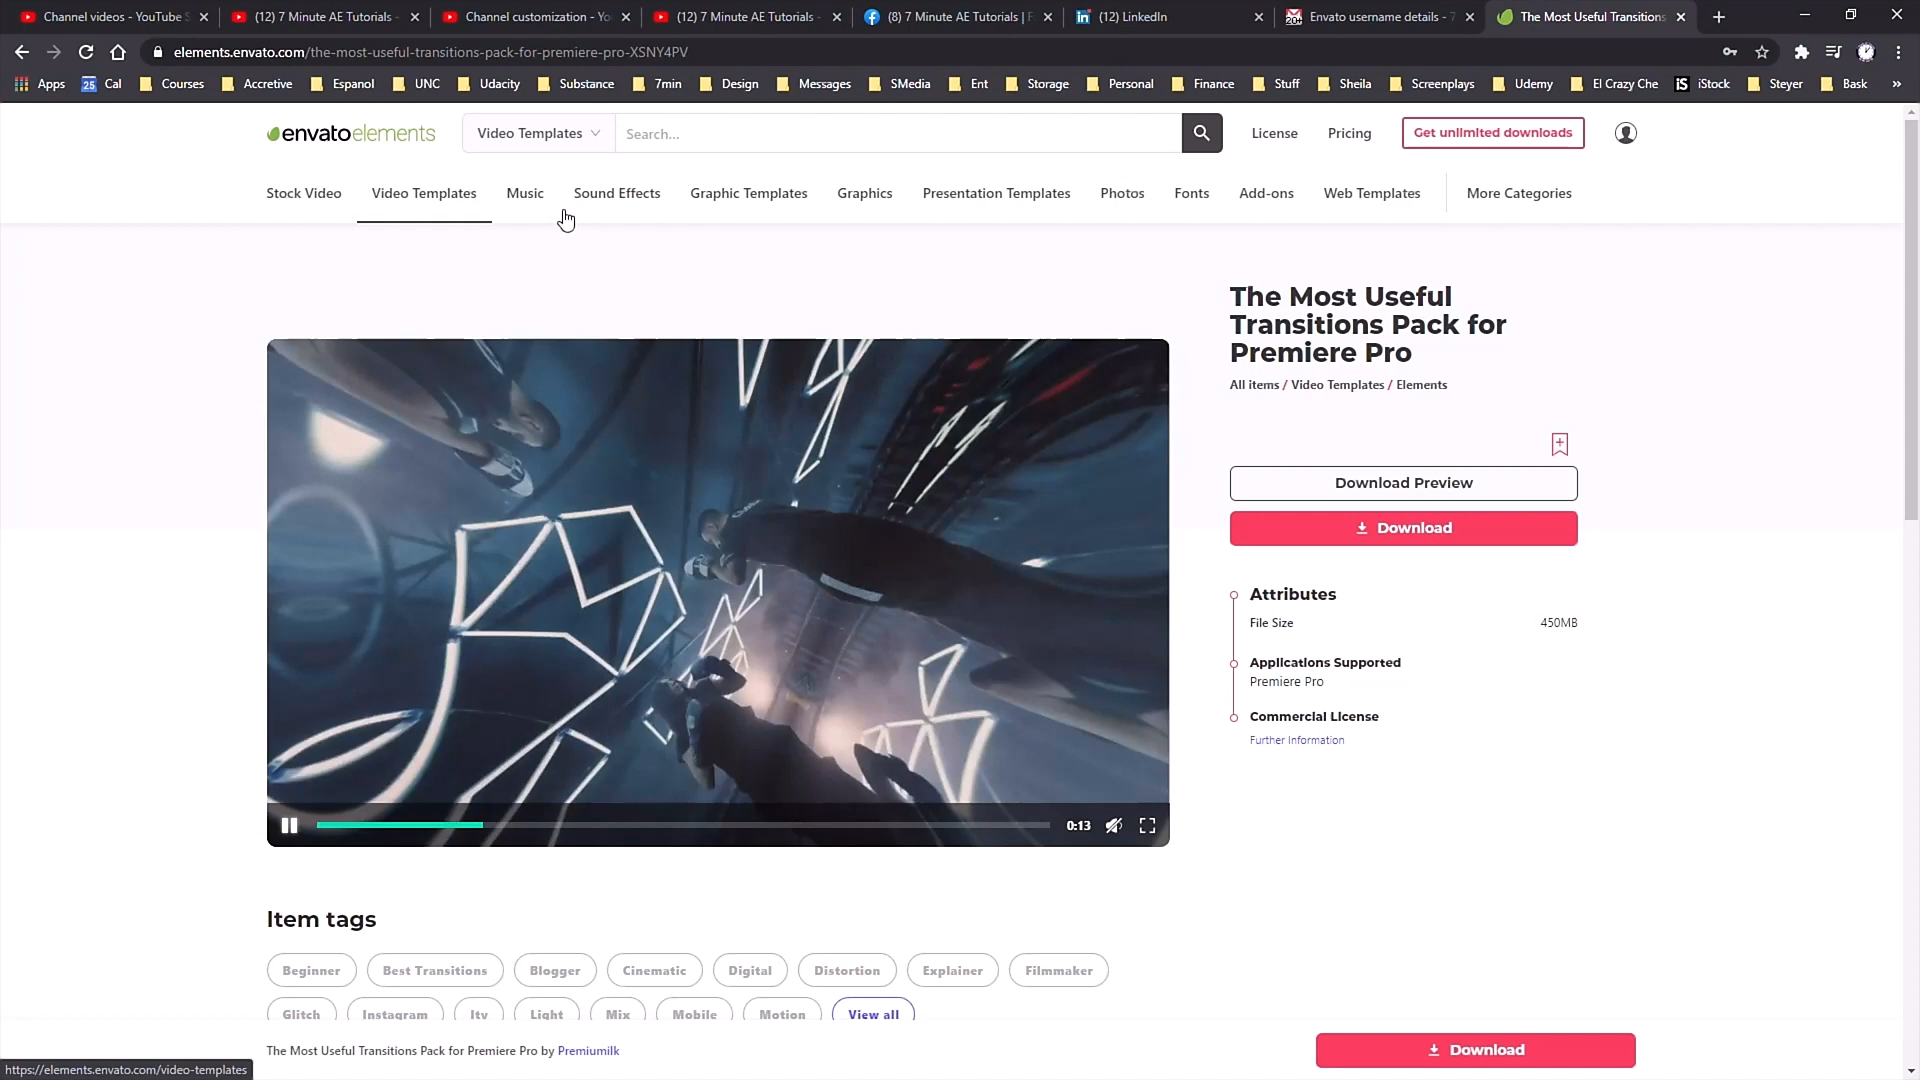 Channel videos - YouTube S
(12) 7 Minute AE Tutorials -
Channel customization - Yo
(12) 7 Minute AE Tutorials -
(8) 7 Minute AE Tutorials | F
(12) LinkedIn
Envato username details - 7
The Most Useful Transitions
elements.envato.com/the-most-useful-transitions-pack-for-premiere-pro-XSNY4PV
Apps
25 Cal
Courses
Accretive
Espanol
UNC
Udacity
Substance
7min
Design
Messages
SMedia
Ent
Storage
Personal
Finance
Stuff
Sheila
Screenplays
Udemy
El Crazy Che
iS iStock
Steyer
Bask
»
envatoelements
Video Templates
Search...
License
Pricing
Get unlimited downloads
Stock Video
Video Templates
Music
Sound Effects
Graphic Templates
Graphics
Presentation Templates
Photos
Fonts
Add-ons
Web Templates
More Categories
The Most Useful
Transitions Pack for
Premiere Pro
All items / Video Templates / Elements
Download Preview
Download
Attributes
File Size 450MB
Applications Supported
Premiere Pro
Commercial License
Further Information
0:13
Item tags
Beginner
Best Transitions
Blogger
Cinematic
Digital
Distortion
Explainer
Filmmaker
Glitch
Instagram
Itv
Light
Mix
Mobile
Motion
View all
The Most Useful Transitions Pack for Premiere Pro by Premiumilk
Download
https://elements.envato.com/video-templates